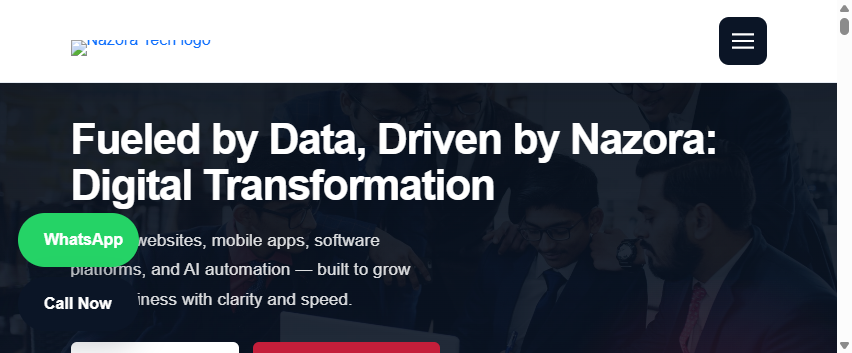 Nazora Tech logo
Fueled by Data, Driven by Nazora:
Digital Transformation
websites, mobile apps, software
platforms, and AI automation — built to grow
iness with clarity and speed.
WhatsApp
Call Now